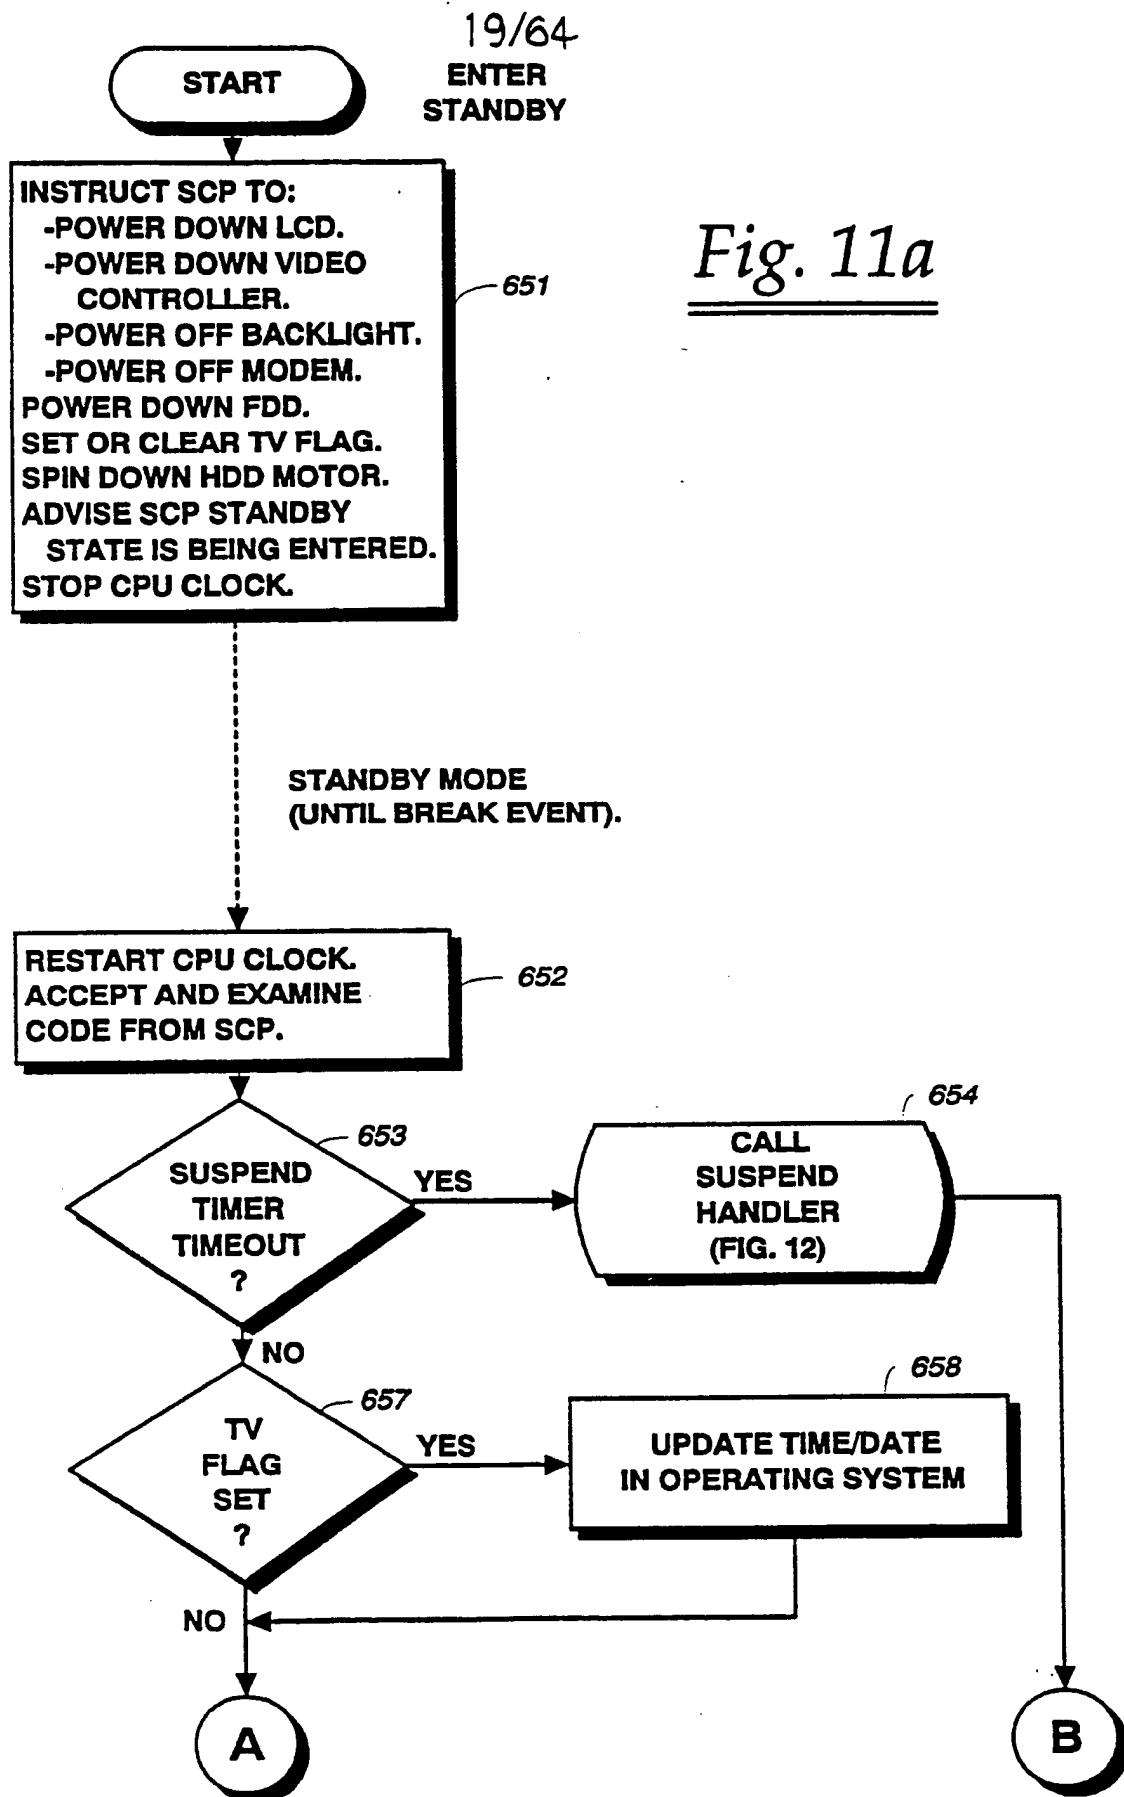 19/64
START
ENTER
STANDBY
INSTRUCT SCP TO:
-POWER DOWN LCD.
-POWER DOWN VIDEO
CONTROLLER.
-POWER OFF BACKLIGHT.
-POWER OFF MODEM.
POWER DOWN FDD.
SET OR CLEAR TV FLAG.
SPIN DOWN HDD MOTOR.
ADVISE SCP STANDBY
STATE IS BEING ENTERED.
STOP CPU CLOCK.
651
Fig. 11a
STANDBY MODE
(UNTIL BREAK EVENT).
RESTART CPU CLOCK.
ACCEPT AND EXAMINE
CODE FROM SCP.
652
653
SUSPEND
TIMER
TIMEOUT
?
YES
654
CALL
SUSPEND
HANDLER
(FIG. 12)
NO
657
TV
FLAG
SET
?
YES
658
UPDATE TIME/DATE
IN OPERATING SYSTEM
NO
A
B